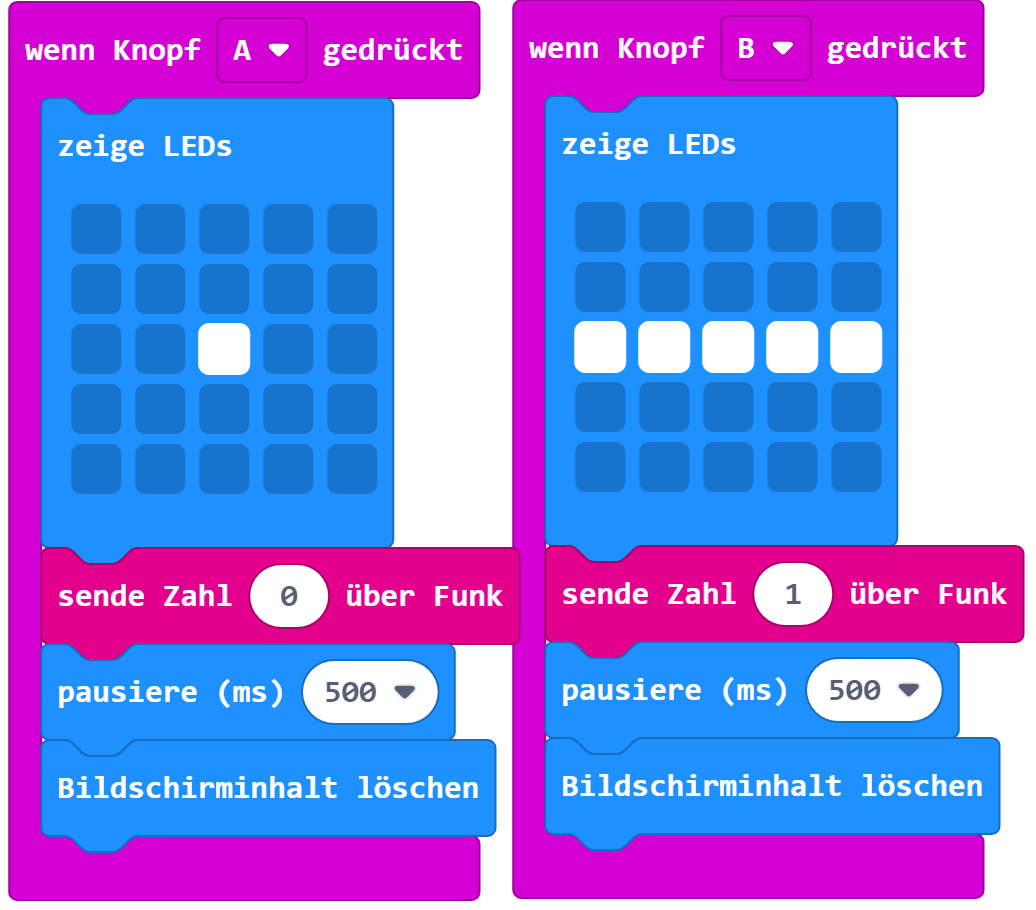 wenn Knopf A gedrückt
zeige LEDs
sende Zahl 0 über Funk
pausiere (ms) 500
Bildschirminhalt löschen
wenn Knopf B gedrückt
zeige LEDs
sende Zahl 1 über Funk
pausiere (ms) 500
Bildschirminhalt löschen